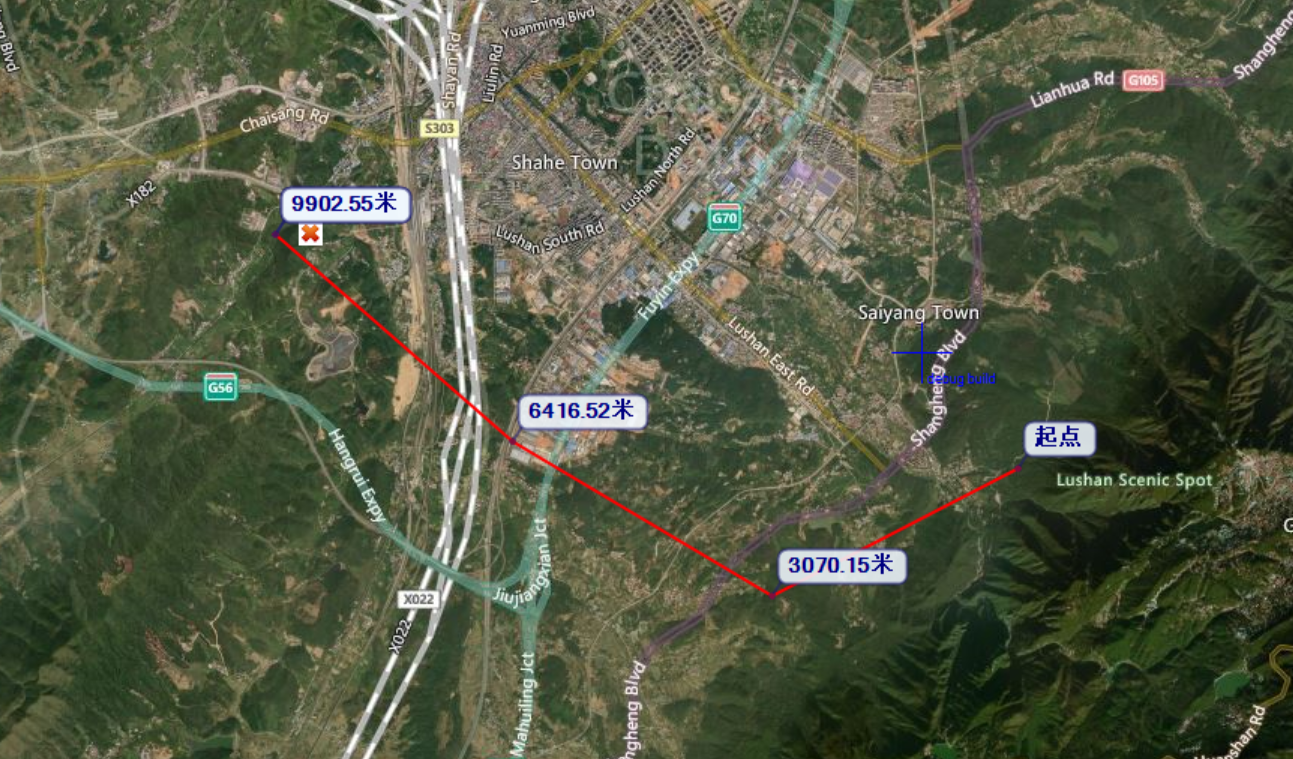 Yuanming Blvd
Shayan Rd
Liulin Rd
Shangheng
Lianhua Rd
G105
Chaisang Rd
S303
Shahe Town
Lushan North Rd
X182
9902.55米
G70
Lushan South Rd
Fuyin Expy
Saiyang Town
Lushan East Rd
Shangheng Blvd
debug build
G56
6416.52米
起点
Hangrui Expy
Lushan Scenic Spot
3070.15米
Jiujiangxian Jct
X022
X022
Mahuiling Jct
ngheng Blvd